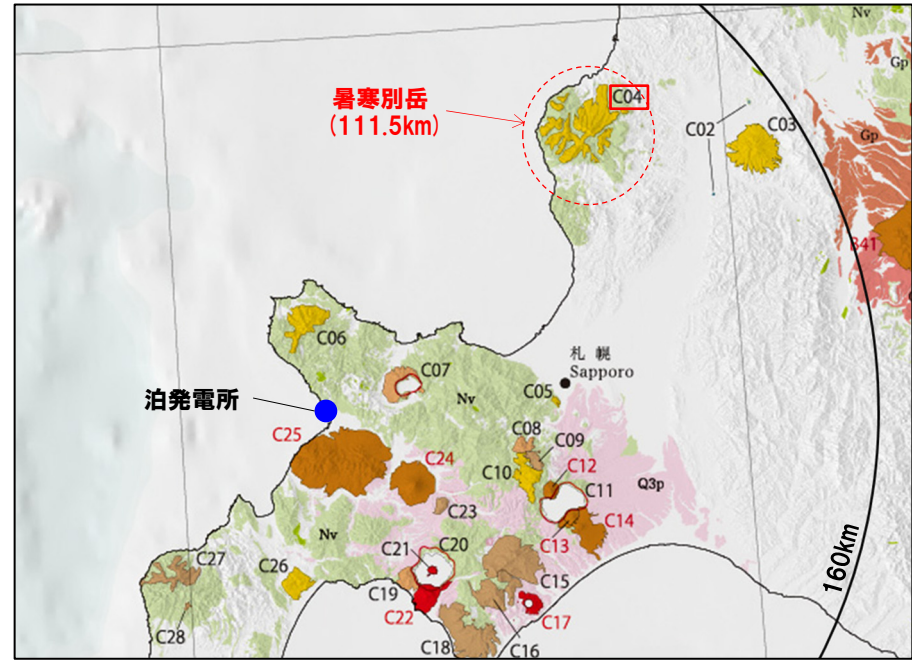 Nv
Gp
暑寒別岳
(111.5km)
C04
C02
C03
Gp
B41
C06
C07
札 幌
Sapporo
Nv
C05
泊発電所
C25
C08
C09
C24
C10
C12
C11
Q3p
C23
C14
C13
Nv
C21
C20
C27
C26
C15
C19
C22
C17
C28
C18
C16
160km